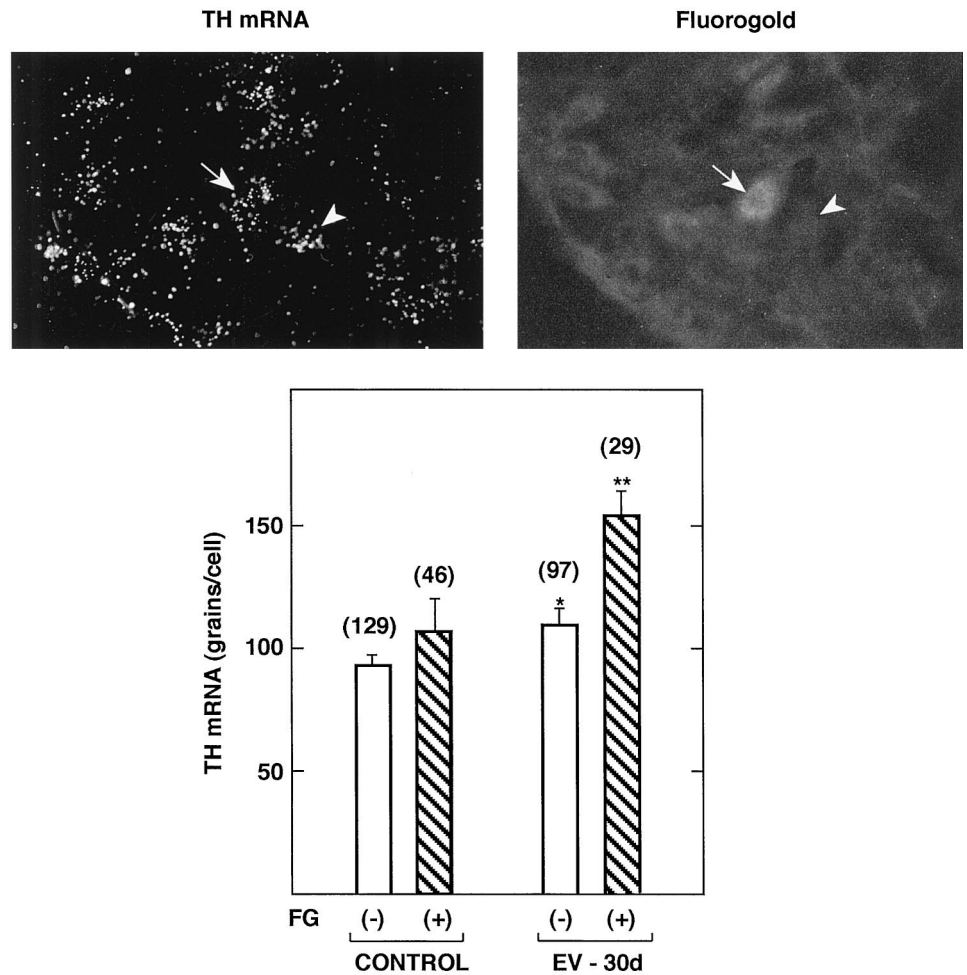 TH mRNA Fluorogold
TH mRNA (grains/cell)
150
100
50
(129)
(46)
(97)
*
(29)
**
FG (-) (+) (-) (+)
CONTROL EV - 30d